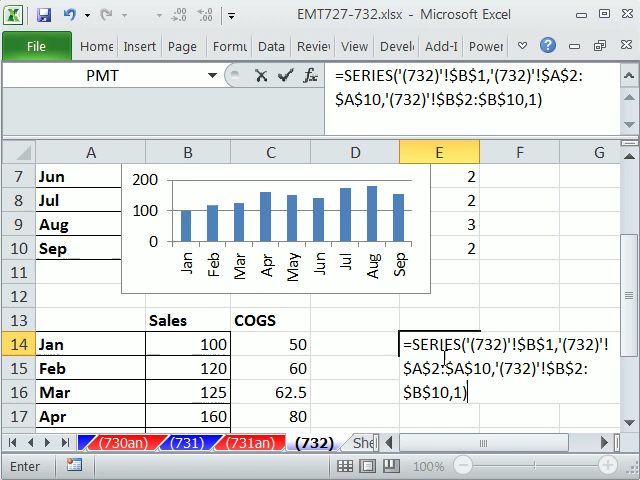 EMT727-732.xlsx - Microsoft Excel
File Home Insert Page Formu Data Review Develo Add-I Power
PMT
=SERIES('(732)'!$B$1,'(732)'!$A$2:
$A$10,'(732)'!$B$2:$B$10,1)
A B C D E F G
7 Jun 2
8 Jul 2
9 Aug 3
10 Sep 2
200
100
0
Jan Feb Mar Apr May Jun Jul Aug Sep
11
12
13 Sales COGS
14 Jan 100 50 =SERIES('(732)'!$B$1,'(732)'!
15 Feb 120 60 $A$2:$A$10,'(732)'!$B$2:
16 Mar 125 62.5 $B$10,1)
17 Apr 160 80
(730an) (731) (731an) (732) She
Enter 100%